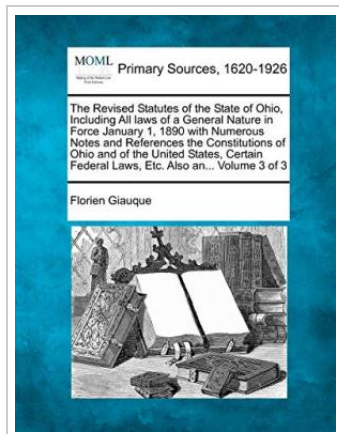 MOML
Primary Sources, 1620-1926
The Revised Statutes of the State of Ohio,
Including All laws of a General Nature in
Force January 1, 1890 with Numerous
Notes and References the Constitutions of
Ohio and of the United States, Certain
Federal Laws, Etc. Also an... Volume 3 of 3
Florien Giauque